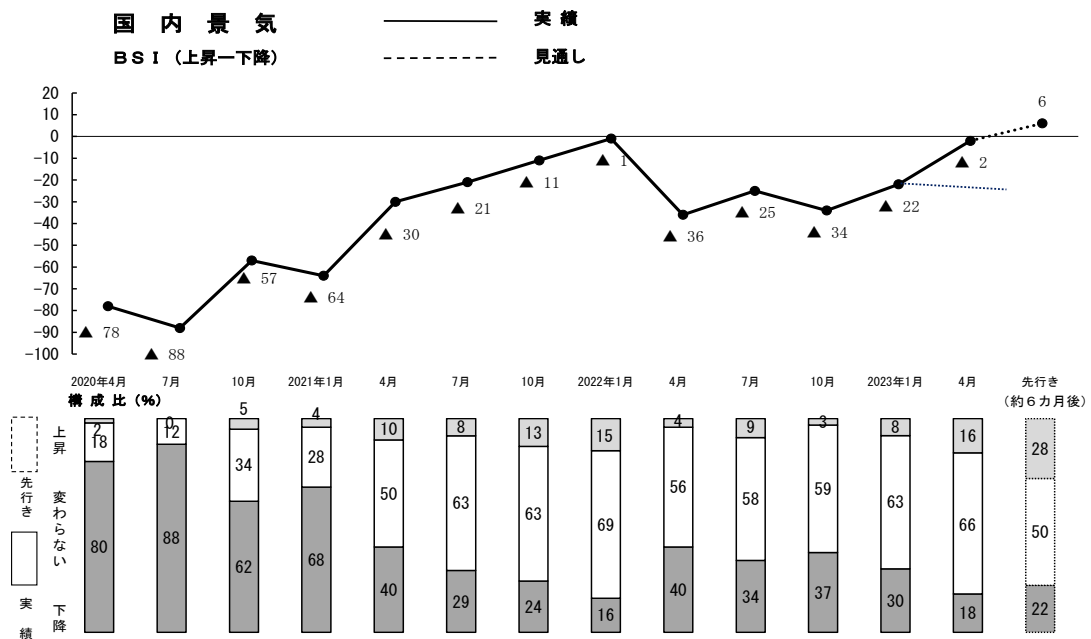 国内景気
実績
BSI（上昇－下降）
見通し
20
10
0
-10
-20
-30
-40
-50
-60
-70
-80
-90
-100
▲ 78
▲ 88
▲ 57
▲ 64
▲ 30
▲ 21
▲ 11
▲ 1
▲ 36
▲ 25
▲ 34
▲ 22
▲ 2
6
2020年4月 7月 10月 2021年1月 4月 7月 10月 2022年1月 4月 7月 10月 2023年1月 4月 先行き
(約６カ月後)
構成比(%)
上昇
変わらない
下降
先行き
実績
2 0 5 4 10 8 13 15 4 9 3 8 16 28
18 12 34 28 50 63 63 69 56 58 59 63 66 50
80 88 62 68 40 29 24 16 40 34 37 30 18 22